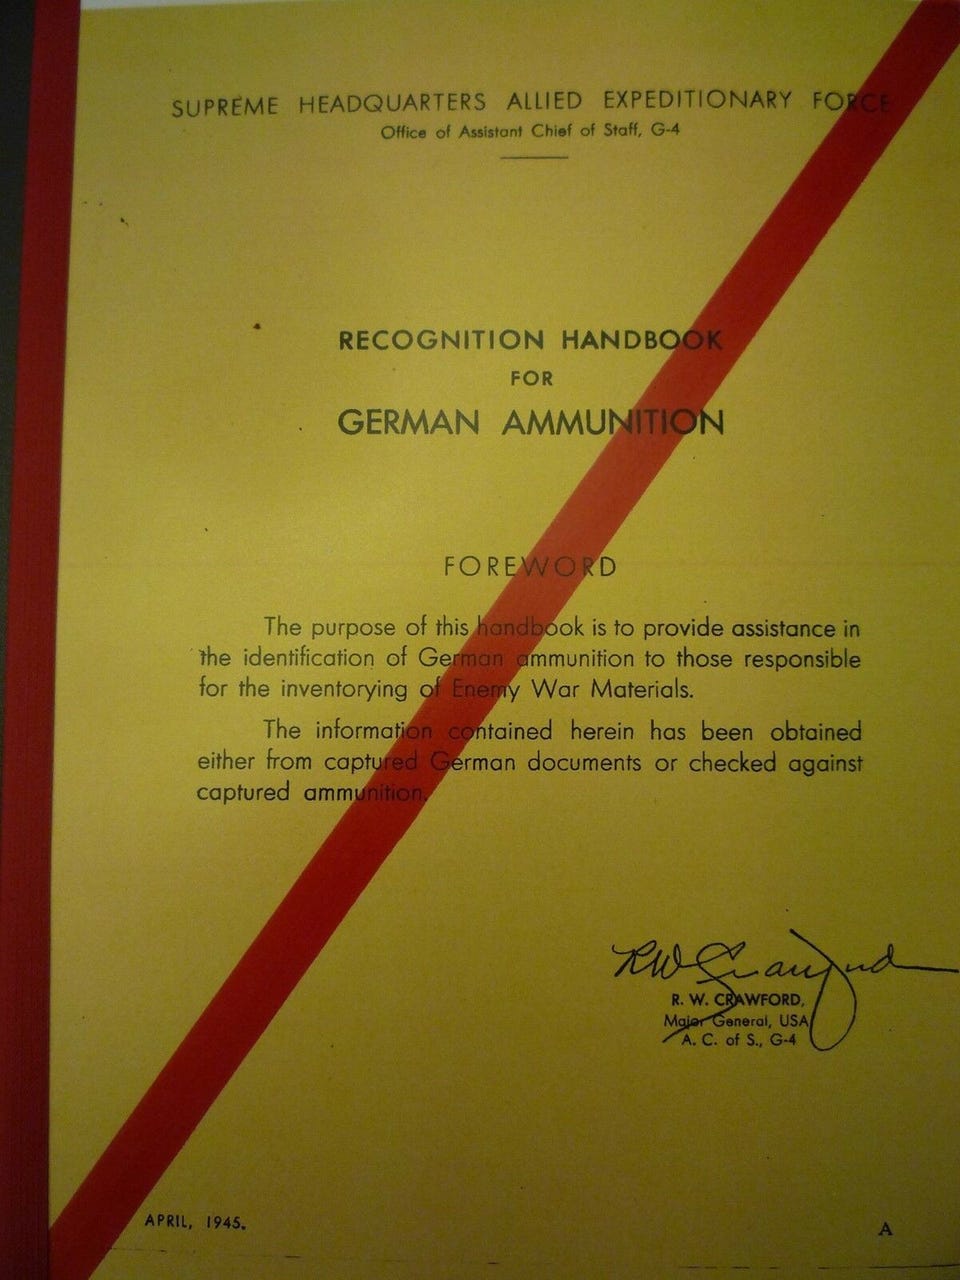 SUPREME HEADQUARTERS ALLIED EXPEDITIONARY FORCE
Office of Assistant Chief of Staff, G-4
RECOGNITION HANDBOOK
FOR
GERMAN AMMUNITION
FOREWORD
The purpose of this handbook is to provide assistance in
the identification of German ammunition to those responsible
for the inventorying of Enemy War Materials.
The information contained herein has been obtained
either from captured German documents or checked against
captured ammunition.
RW Crawford
R. W. CRAWFORD,
Major General, USA
A. C. of S., G-4
APRIL, 1945.
A